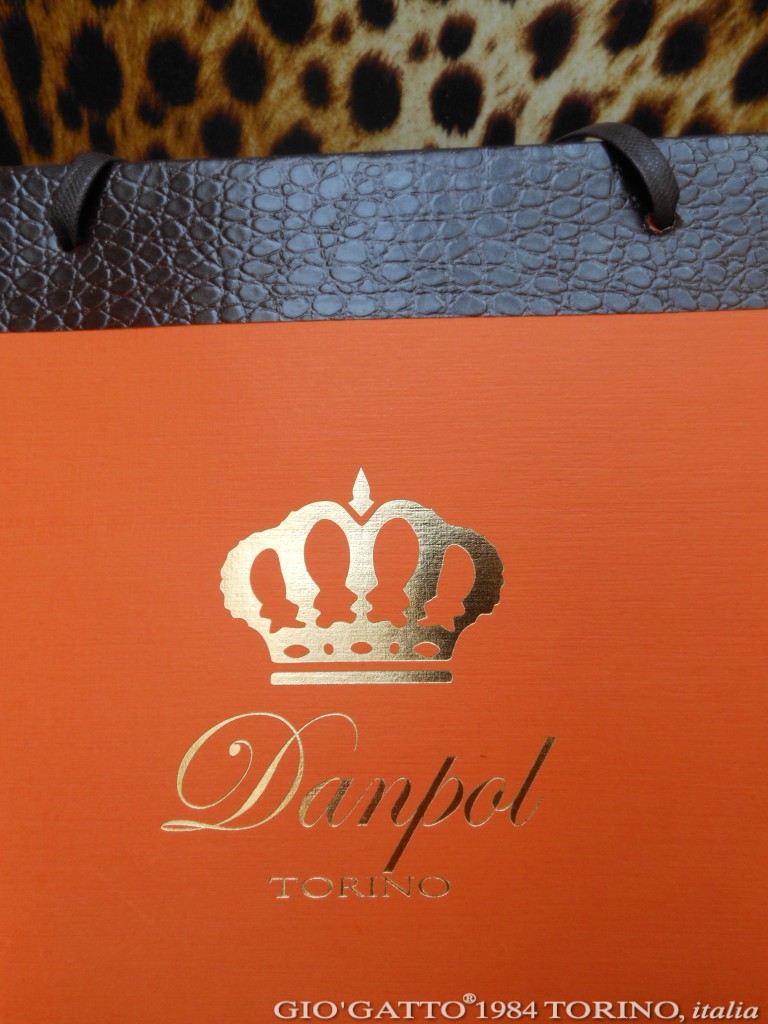 Danpol
TORINO
GIO'GATTO®1984 TORINO, italia